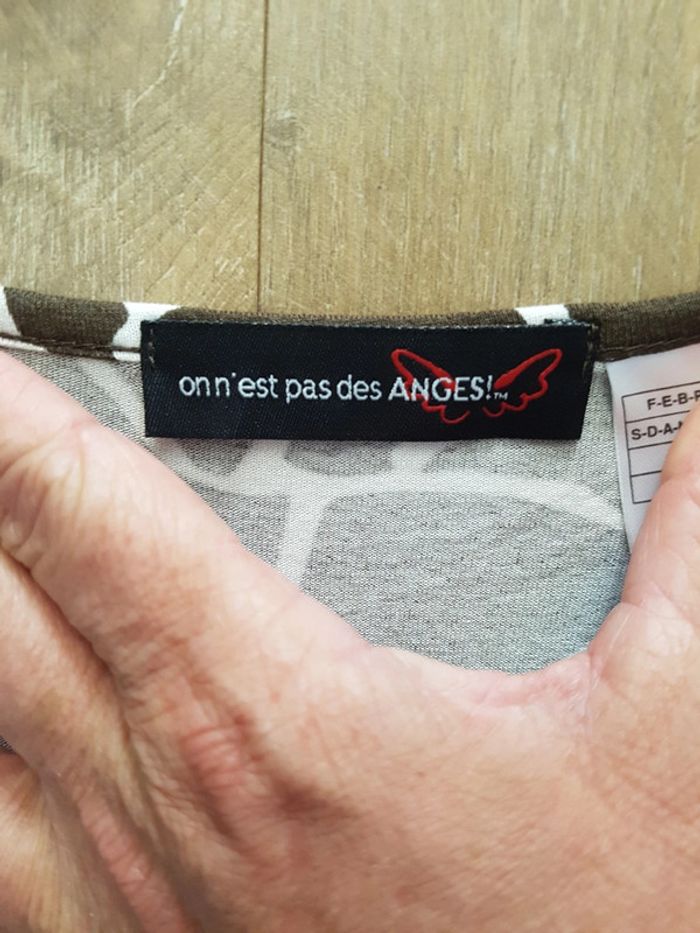 on n'est pas des ANGES!™
F-E-B-
S-D-A-